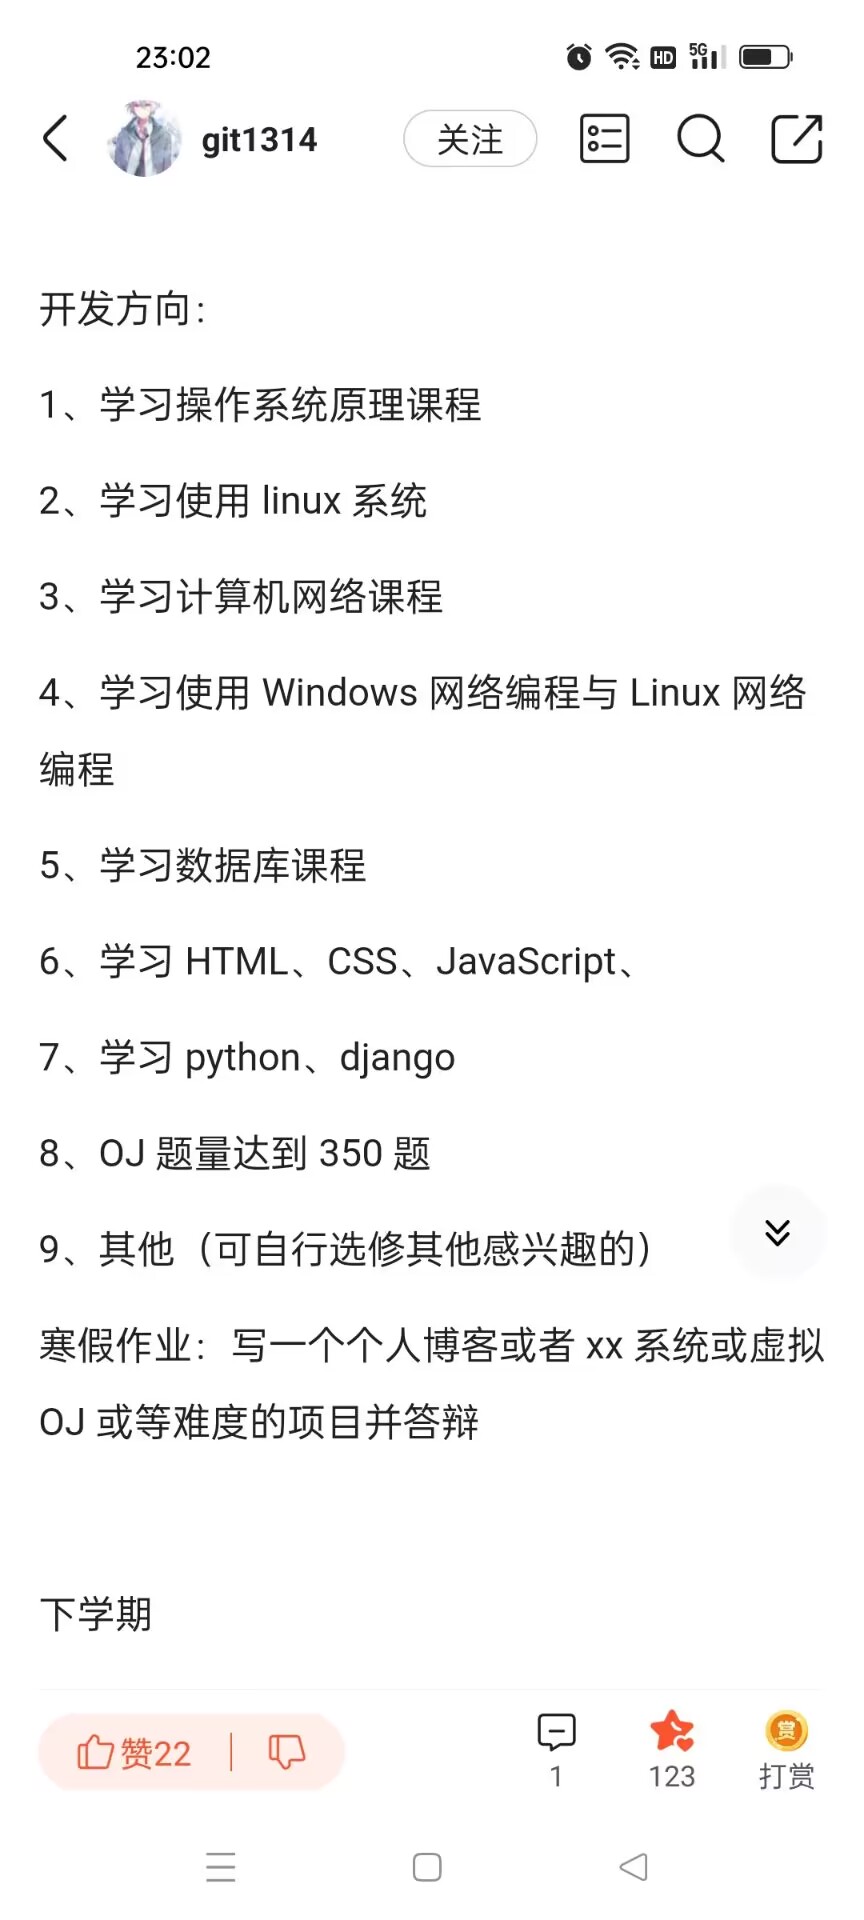 23:02
HD 5G
git1314
关注
开发方向：
1、学习操作系统原理课程
2、学习使用 linux 系统
3、学习计算机网络课程
4、学习使用 Windows 网络编程与 Linux 网络
编程
5、学习数据库课程
6、学习 HTML、CSS、JavaScript、
7、学习 python、django
8、OJ 题量达到 350 题
9、其他（可自行选修其他感兴趣的）
寒假作业：写一个个人博客或者 xx 系统或虚拟
OJ 或等难度的项目并答辩
下学期
赞22
1
123
赏
打赏